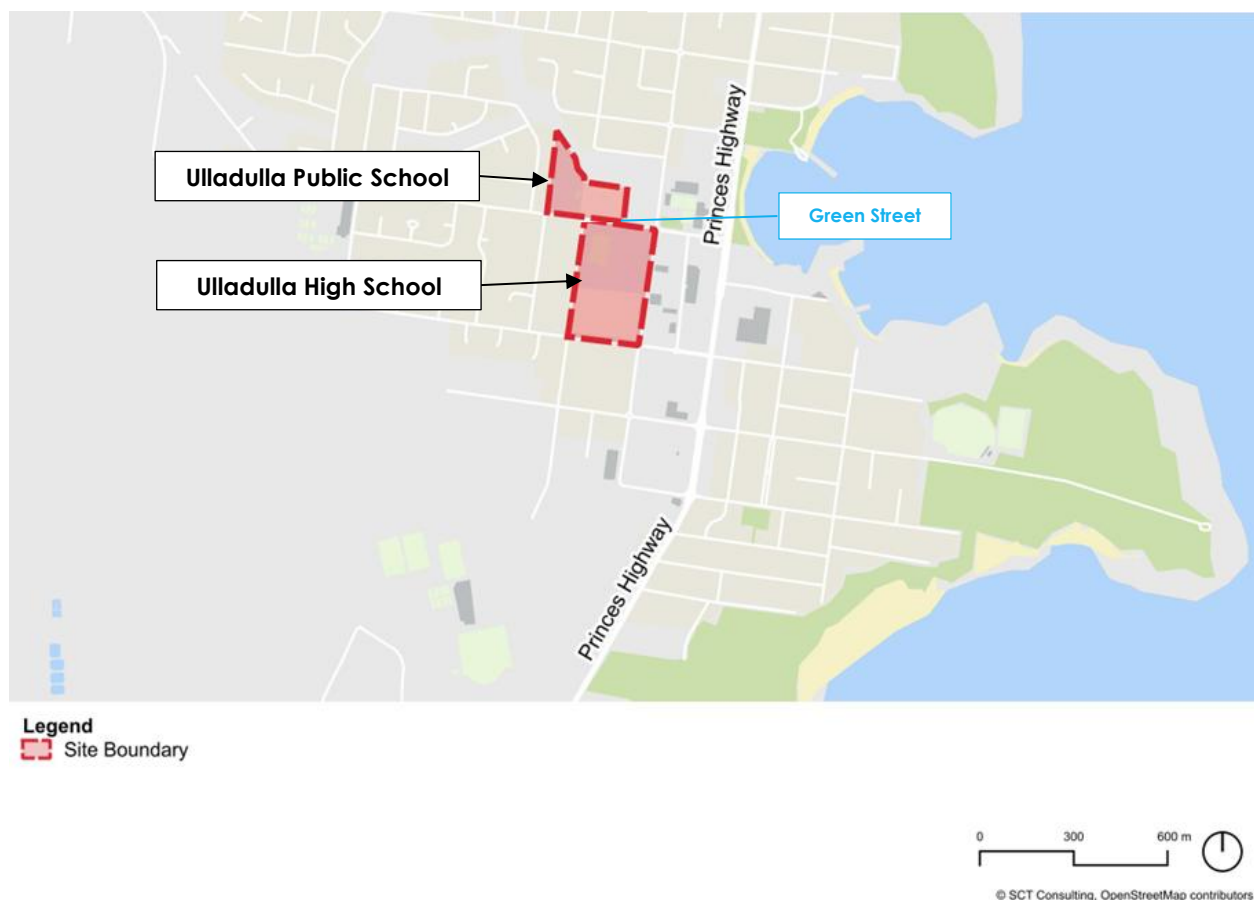 Ulladulla Public School
Princes Highway
Green Street
Ulladulla High School
Princes Highway
Legend
Site Boundary
0 300 600 m
© SCT Consulting, OpenStreetMap contributors